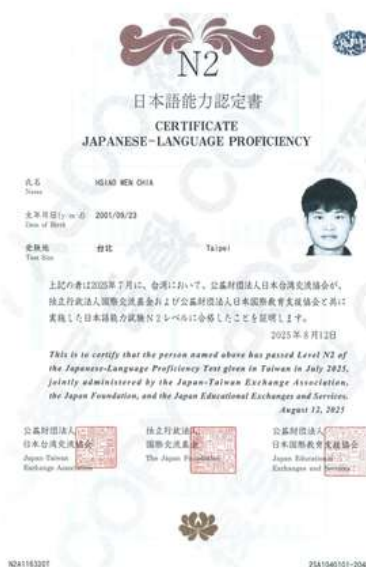 N2
日本語能力認定書
CERTIFICATE
JAPANESE-LANGUAGE PROFICIENCY
氏名 HSIAO WEN CHIA
Name
生年月日(y/m/d) 2001/09/23
Date of Birth
受験地 台北 Taipei
Test Site
上記の者は2025年7月に、台湾において、公益財団法人日本台湾交流協会が、
独立行政法人国際交流基金および公益財団法人日本国際教育支援協会と共に
実施した日本語能力試験N2レベルに合格したことを証明します。
2025年8月12日
This is to certify that the person named above has passed Level N2 of
the Japanese-Language Proficiency Test given in Taiwan in July 2025,
jointly administered by the Japan-Taiwan Exchange Association,
the Japan Foundation, and the Japan Educational Exchanges and Services.
August 12, 2025
公益財団法人 独立行政法人 公益財団法人
日本台湾交流協会 国際交流基金 日本国際教育支援協会
Japan-Taiwan The Japan Foundation Japan Educational
Exchange Association Exchanges and Services